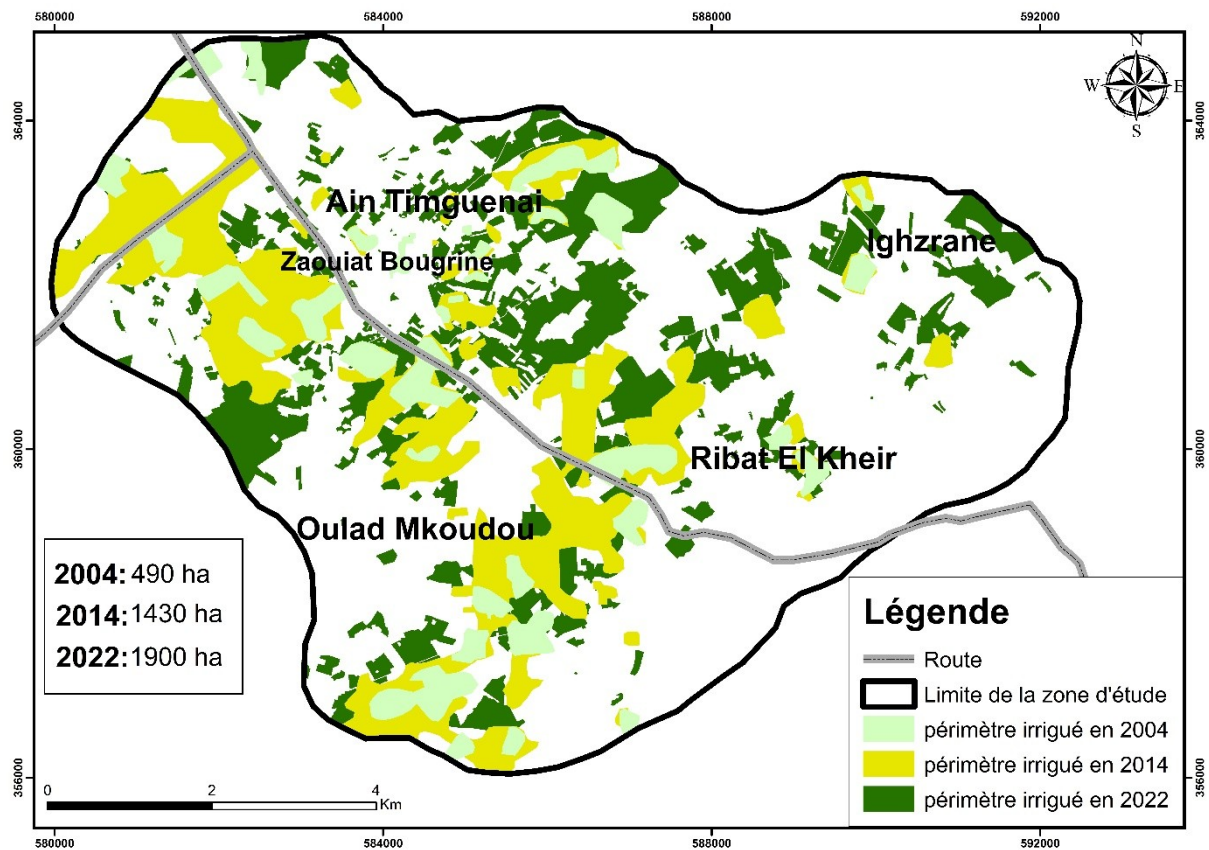 580000 584000 588000 592000
N
W E
S
364000 364000
Ain Timguenai
Ighzrane
Zaouiat Bougrine
360000 360000
Ribat El Kheir
Oulad Mkoudou
2004: 490 ha
2014: 1430 ha
2022: 1900 ha
Légende
Route
Limite de la zone d'étude
périmètre irrigué en 2004
périmètre irrigué en 2014
périmètre irrigué en 2022
356000 356000
0 2 4
Km
580000 584000 588000 592000